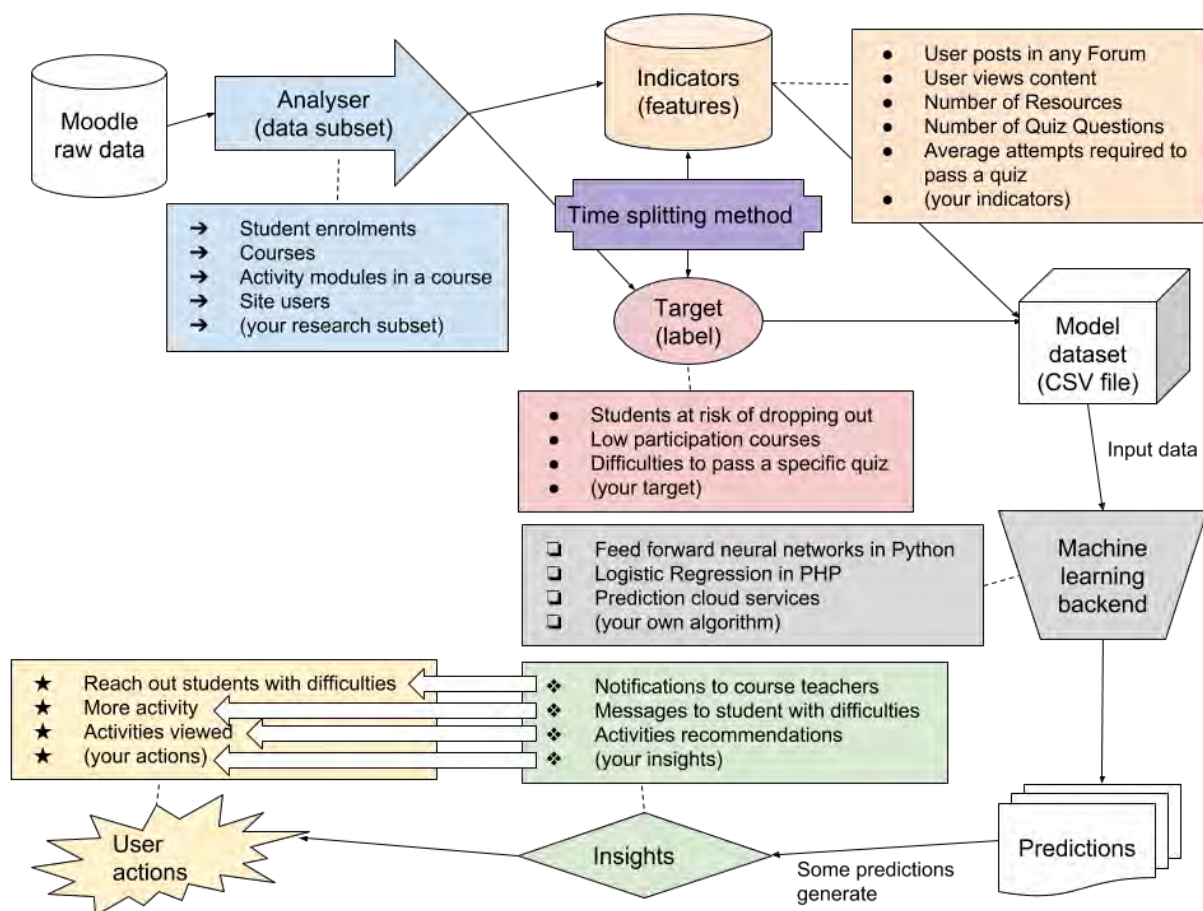 Moodle
raw data
Analyser
(data subset)
Indicators
(features)
● User posts in any Forum
● User views content
● Number of Resources
● Number of Quiz Questions
● Average attempts required to
pass a quiz
● (your indicators)
➔ Student enrolments
➔ Courses
➔ Activity modules in a course
➔ Site users
➔ (your research subset)
Time splitting method
Target
(label)
Model
dataset
(CSV file)
● Students at risk of dropping out
● Low participation courses
● Difficulties to pass a specific quiz
● (your target)
Input data
❏ Feed forward neural networks in Python
❏ Logistic Regression in PHP
❏ Prediction cloud services
❏ (your own algorithm)
Machine
learning
backend
★ Reach out students with difficulties
★ More activity
★ Activities viewed
★ (your actions)
❖ Notifications to course teachers
❖ Messages to student with difficulties
❖ Activities recommendations
❖ (your insights)
User
actions
Insights
Some predictions
generate
Predictions